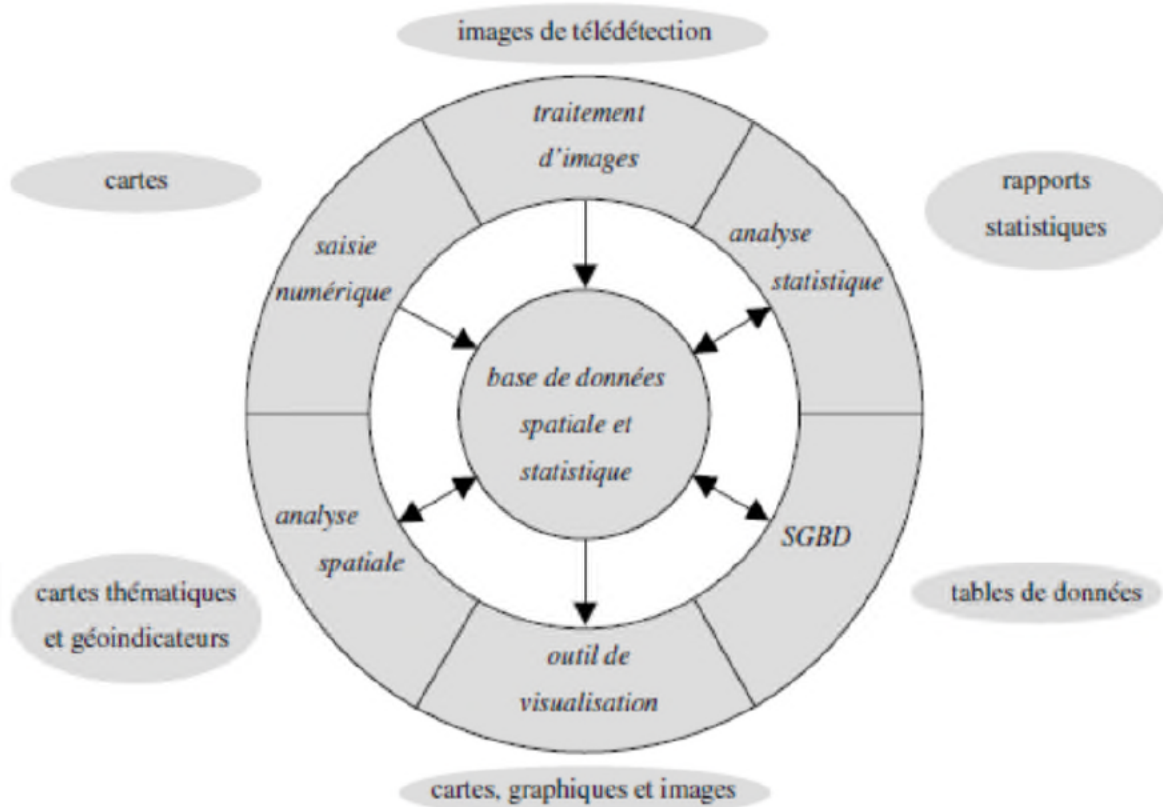 images de télédétection
traitement
d'images
cartes
rapports
statistiques
saisie
numérique
analyse
statistique
base de données
spatiale et
statistique
analyse
spatiale
SGBD
cartes thématiques
et géoindicateurs
tables de données
outil de
visualisation
cartes, graphiques et images